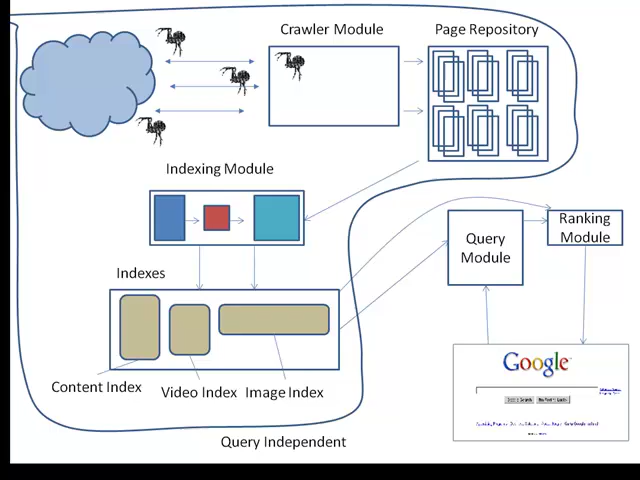 Crawler Module
Page Repository
Indexing Module
Ranking
Module
Query
Module
Indexes
Content Index
Video Index
Image Index
Google
Query Independent